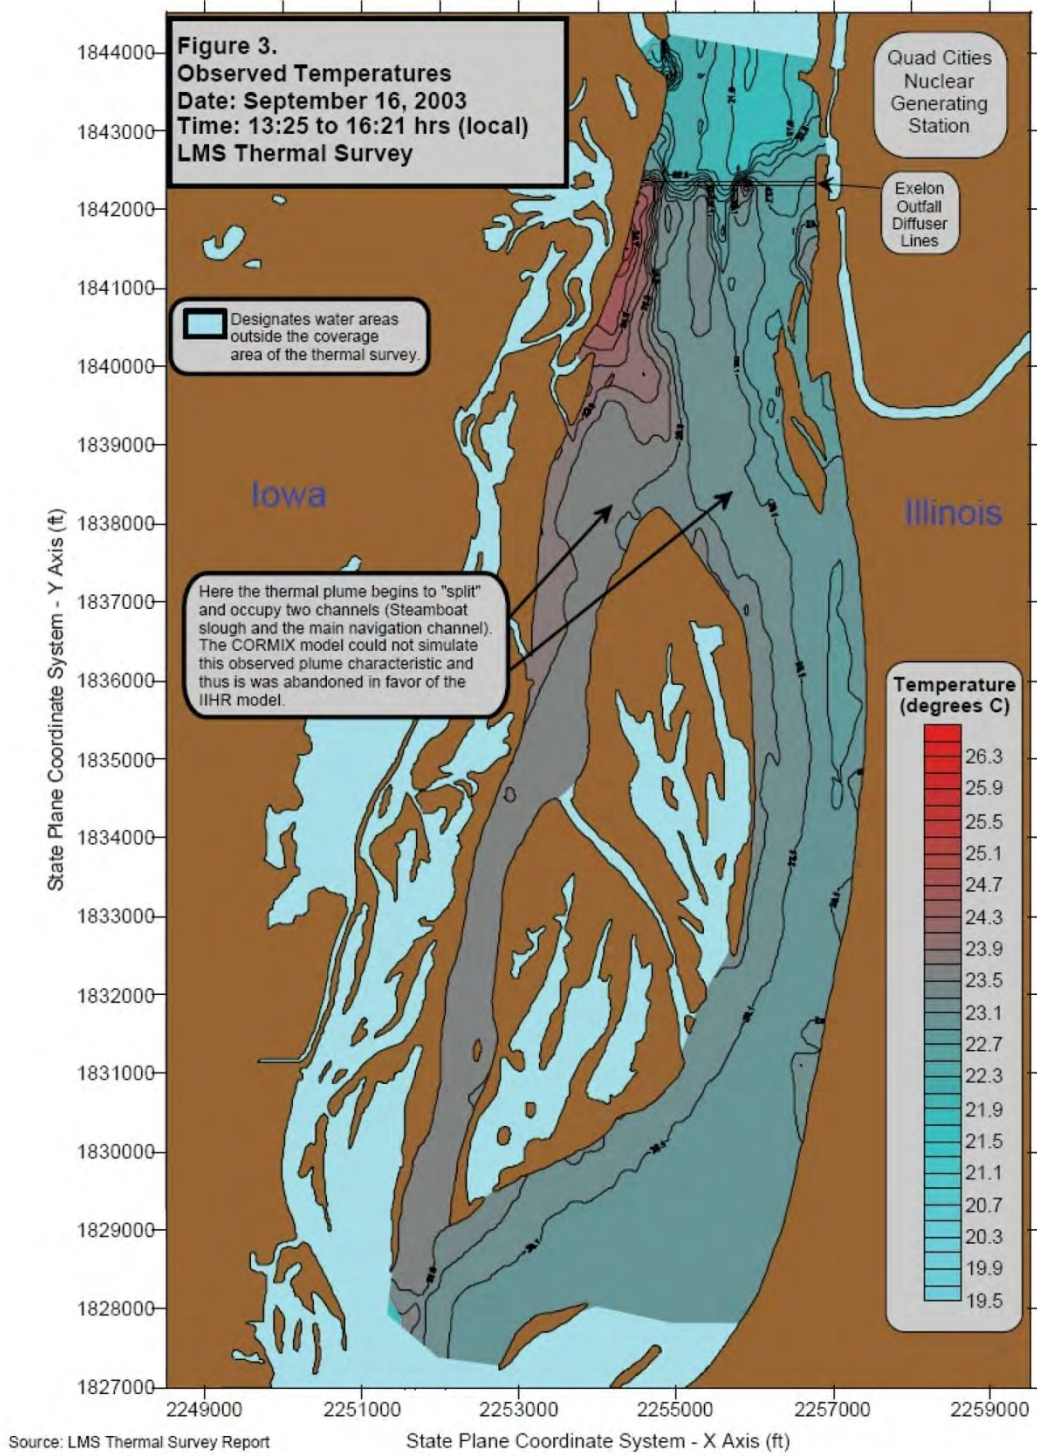 Figure 3.
Observed Temperatures
Date: September 16, 2003
Time: 13:25 to 16:21 hrs (local)
LMS Thermal Survey
Quad Cities
Nuclear
Generating
Station
Exelon
Outfall
Diffuser
Lines
Designates water areas
outside the coverage
area of the thermal survey.
Iowa
Illinois
Here the thermal plume begins to "split"
and occupy two channels (Steamboat
slough and the main navigation channel).
The CORMIX model could not simulate
this observed plume characteristic and
thus is was abandoned in favor of the
IIHR model.
Temperature
(degrees C)
26.3
25.9
25.5
25.1
24.7
24.3
23.9
23.5
23.1
22.7
22.3
21.9
21.5
21.1
20.7
20.3
19.9
19.5
State Plane Coordinate System - Y Axis (ft)
1844000
1843000
1842000
1841000
1840000
1839000
1838000
1837000
1836000
1835000
1834000
1833000
1832000
1831000
1830000
1829000
1828000
1827000
2249000 2251000 2253000 2255000 2257000 2259000
State Plane Coordinate System - X Axis (ft)
Source: LMS Thermal Survey Report